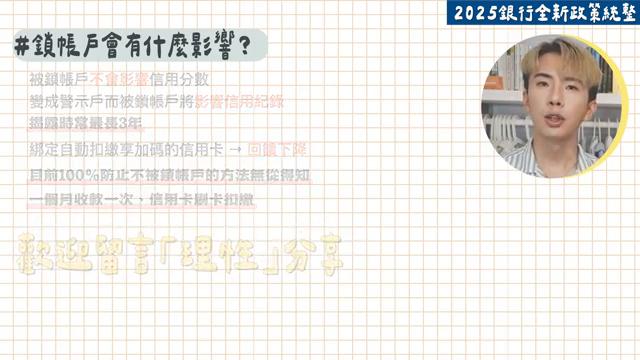 2025銀行全新政策統整
#鎖帳戶會有什麼影響？
被鎖帳戶不會影響信用分數
變成警示戶而被鎖帳戶將影響信用紀錄
揭露時常最長3年
綁定自動扣繳享加碼的信用卡 → 回饋下降
目前100%防止不被鎖帳戶的方法無從得知
一個月收款一次、信用卡刷卡扣繳
歡迎留言「理性」分享